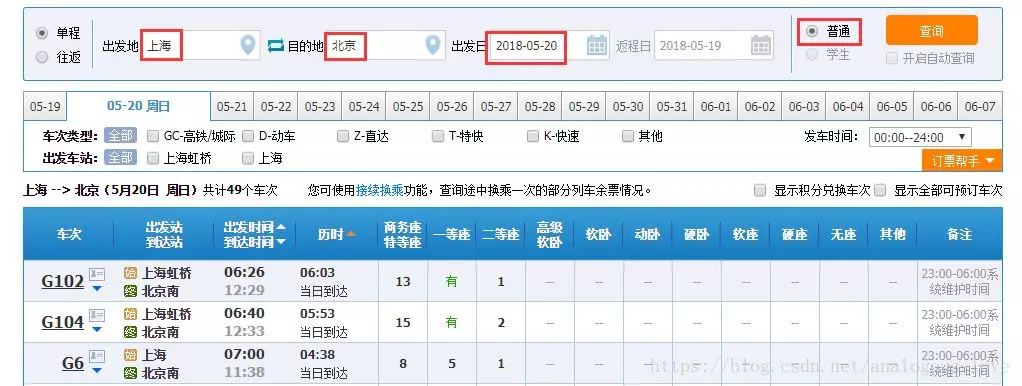 单程
往返
出发地 上海 目的地 北京 出发日 2018-05-20 返程日 2018-05-19
普通
学生
查询
开启自动查询
05-19 05-20 周日 05-21 05-22 05-23 05-24 05-25 05-26 05-27 05-28 05-29 05-30 05-31 06-01 06-02 06-03 06-04 06-05 06-06 06-07
车次类型: 全部 GC-高铁/城际 D-动车 Z-直达 T-特快 K-快速 其他 发车时间: 00:00--24:00
出发车站: 全部 上海虹桥 上海
订票帮手
上海 --> 北京（5月20日 周日）共计49个车次 您可使用接续换乘功能，查询途中换乘一次的部分列车余票情况。 显示积分兑换车次 显示全部可预订车次
车次 出发站 到达站 出发时间 到达时间 历时 商务座 特等座 一等座 二等座 高级 软卧 软卧 动卧 硬卧 软座 硬座 无座 其他 备注
G102 始 上海虹桥 06:26 06:03 13 有 1 -- -- -- -- -- -- -- -- 23:00-06:00系
终 北京南 12:29 当日到达 统维护时间
G104 始 上海虹桥 06:40 05:53 15 有 2 -- -- -- -- -- -- -- -- 23:00-06:00系
终 北京南 12:33 当日到达 统维护时间
G6 始 上海 07:00 04:38 8 5 1 -- -- -- -- -- -- -- -- 23:00-06:00系
终 北京南 11:38 当日到达 统维护时间